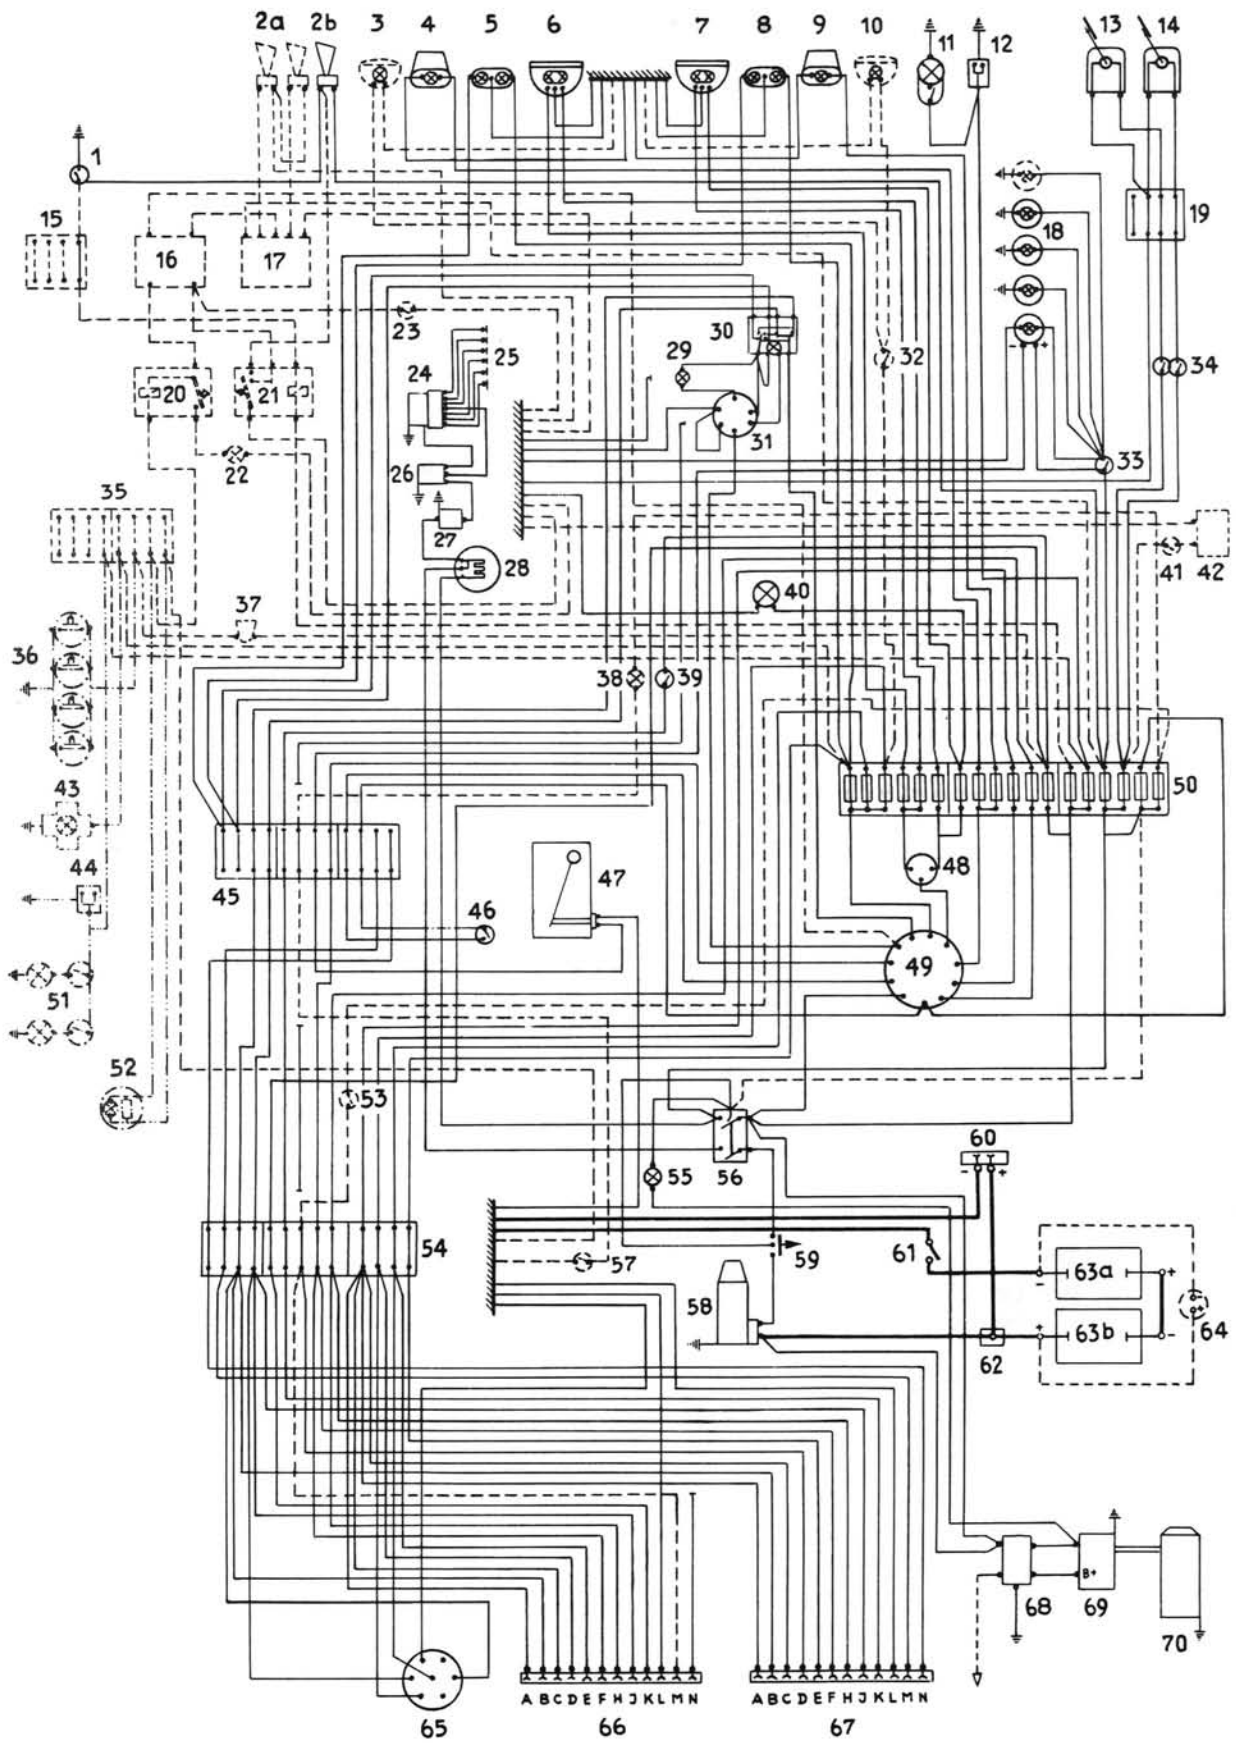 2a 2b 3 4 5 6 7 8 9 10 11 12 13 14
1
15 16 17 18 19
23 30 29 32
24 25
20 21 34
31
22 26 33
35
27 28 41 42
40
37
36 38 39
43 50
44 47 48
45 46
49
51
52 53
60
- +
55 56
54 61 63a +
57 59 -
58 - +
+ 63b - 64
62
B+
68 69 70
A B C D E F H J K L M N A B C D E F H J K L M N
65 66 67
- +